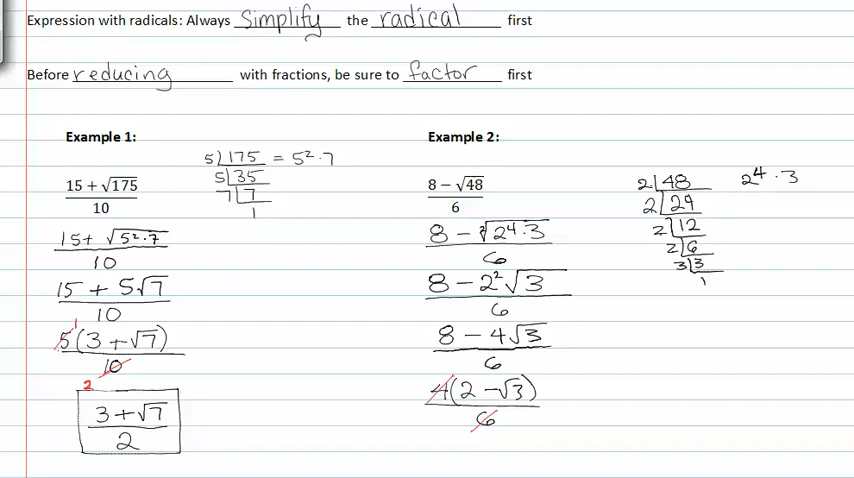 Expression with radicals: Always simplify the radical first
Before reducing with fractions, be sure to factor first
Example 1:
15 + √175
10
5 175 = 5² · 7
5 35
7 7
1
15 + √5² · 7
10
15 + 5√7
10
5 1 (3 + √7)
10
2
3 + √7
2
Example 2:
8 − √48
6
2 48 2⁴ · 3
2 24
2 12
2 6
3 3
1
8 − ²√2⁴ · 3
6
8 − 2²√3
6
8 − 4√3
6
4(2 − √3)
6